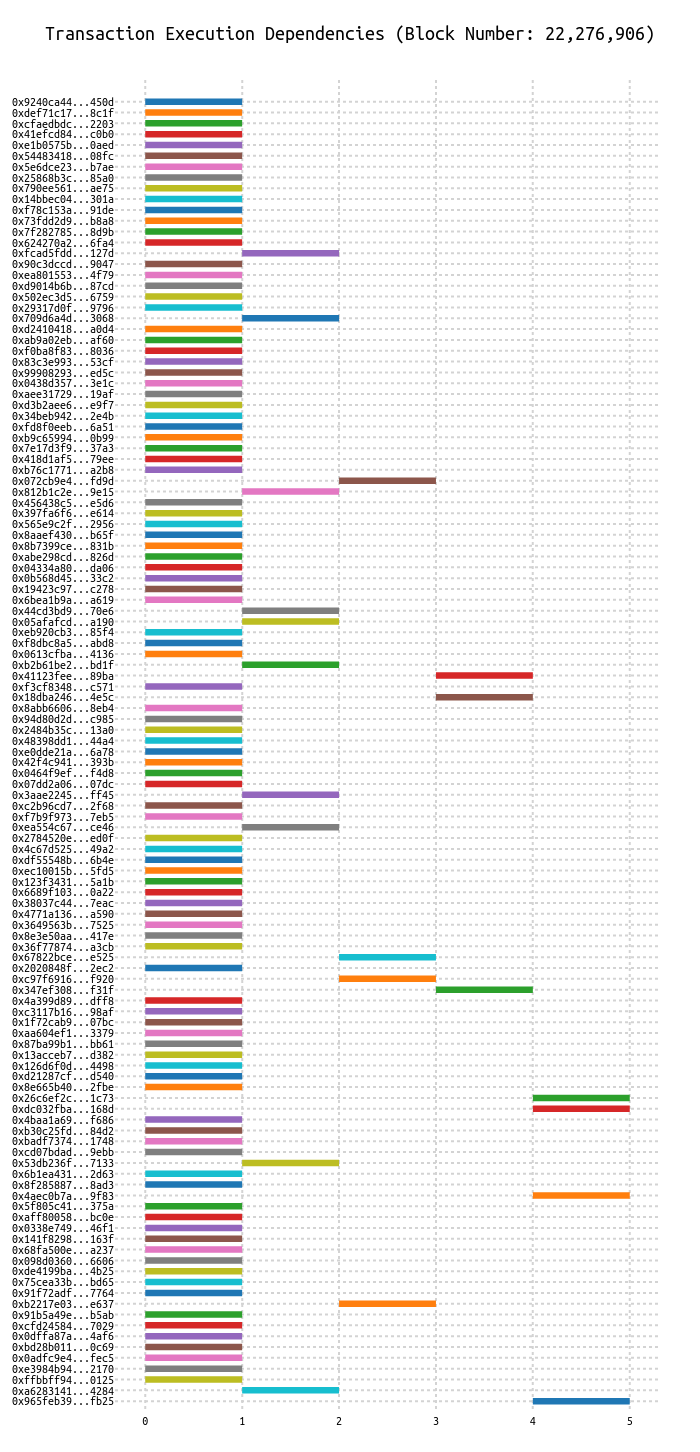 Transaction Execution Dependencies (Block Number: 22,276,906)
0x9240ca44...450d
0xdef71c17...8c1f
0xcfaedbdc...2203
0x41efcd84...c0b0
0xe1b0575b...0aed
0x54483418...08fc
0x5e6dce23...b7ae
0x25868b3c...85a0
0x790ee561...ae75
0x14bbec04...301a
0xf78c153a...91de
0x73fdd2d9...b8a8
0x7f282785...8d9b
0x624270a2...6fa4
0xfcad5fdd...127d
0x90c3dccd...9047
0xea801553...4f79
0xd9014b6b...87cd
0x502ec3d5...6759
0x29317d0f...9796
0x709d6a4d...3068
0xd2410418...a0d4
0xab9a02eb...af60
0xf0ba8f83...8036
0x83c3e993...53cf
0x99908293...ed5c
0x0438d357...3e1c
0xaee31729...19af
0xd3b2aee6...e9f7
0x34beb942...2e4b
0xfd8f0eeb...6a51
0xb9c65994...0b99
0x7e17d3f9...37a3
0x418d1af5...79ee
0xb76c1771...a2b8
0x072cb9e4...fd9d
0x812b1c2e...9e15
0x456438c5...e5d6
0x397fa6f6...e614
0x565e9c2f...2956
0x8aaef430...b65f
0x8b7399ce...831b
0xabe298cd...826d
0x04334a80...da06
0x0b568d45...33c2
0x19423c97...c278
0x6bea1b9a...a619
0x44cd3bd9...70e6
0x05afafcd...a190
0xeb920cb3...85f4
0xf8dbc8a5...abd8
0x0613cfba...4136
0xb2b61be2...bd1f
0x41123fee...89ba
0xf3cf8348...c571
0x18dba246...4e5c
0x8abb6606...8eb4
0x94d80d2d...c985
0x2484b35c...13a0
0x48398dd1...44a4
0xe0dde21a...6a78
0x42f4c941...393b
0x0464f9ef...f4d8
0x07dd2a06...07dc
0x3aae2245...ff45
0xc2b96cd7...2f68
0xf7b9f973...7eb5
0xea554c67...ce46
0x2784520e...ed0f
0x4c67d525...49a2
0xdf55548b...6b4e
0xec10015b...5fd5
0x123f3431...5a1b
0x6689f103...0a22
0x38037c44...7eac
0x4771a136...a590
0x3649563b...7525
0x8e3e50aa...417e
0x36f77874...a3cb
0x67822bce...e525
0x2020848f...2ec2
0xc97f6916...f920
0x347ef308...f31f
0x4a399d89...dff8
0xc3117b16...98af
0x1f72cab9...07bc
0xaa604ef1...3379
0x87ba99b1...bb61
0x13acceb7...d382
0x126d6f0d...4498
0xd21287cf...d540
0x8e665b40...2fbe
0x26c6ef2c...1c73
0xdc032fba...168d
0x4baa1a69...f686
0xb30c25fd...84d2
0xbadf7374...1748
0xcd07bdad...9ebb
0x53db236f...7133
0x6b1ea431...2d63
0x8f285887...8ad3
0x4aec0b7a...9f83
0x5f805c41...375a
0xaff80058...bc0e
0x0338e749...46f1
0x141f8298...163f
0x68fa500e...a237
0x098d0360...6606
0xde4199ba...4b25
0x75cea33b...bd65
0x91f72adf...7764
0xb2217e03...e637
0x91b5a49e...b5ab
0xcfd24584...7029
0x0dffa87a...4af6
0xbd28b011...0c69
0x0adfc9e4...fec5
0xe3984b94...2170
0xffbbff94...0125
0xa6283141...4284
0x965feb39...fb25
0 1 2 3 4 5